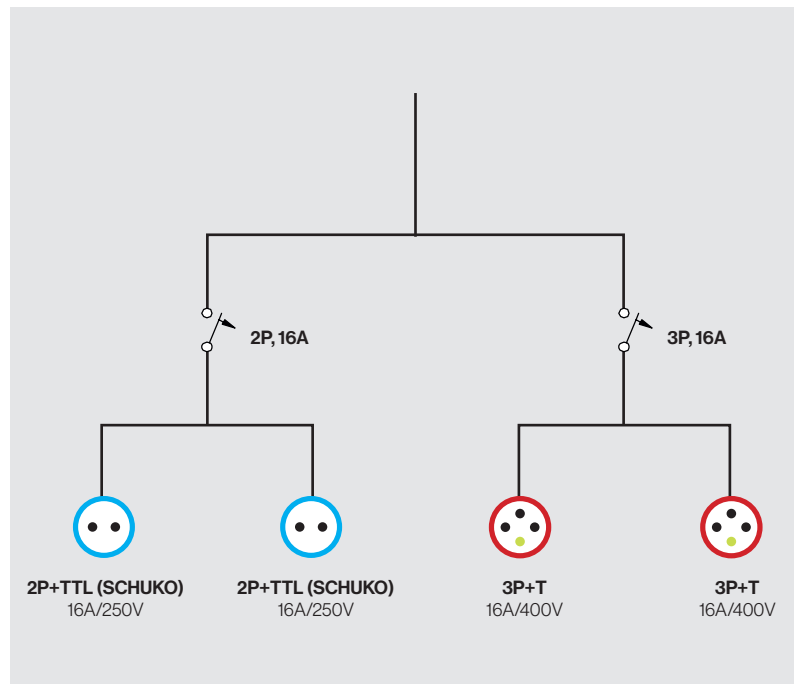 2P, 16A
3P, 16A
2P+TTL (SCHUKO)
16A/250V
2P+TTL (SCHUKO)
16A/250V
3P+T
16A/400V
3P+T
16A/400V